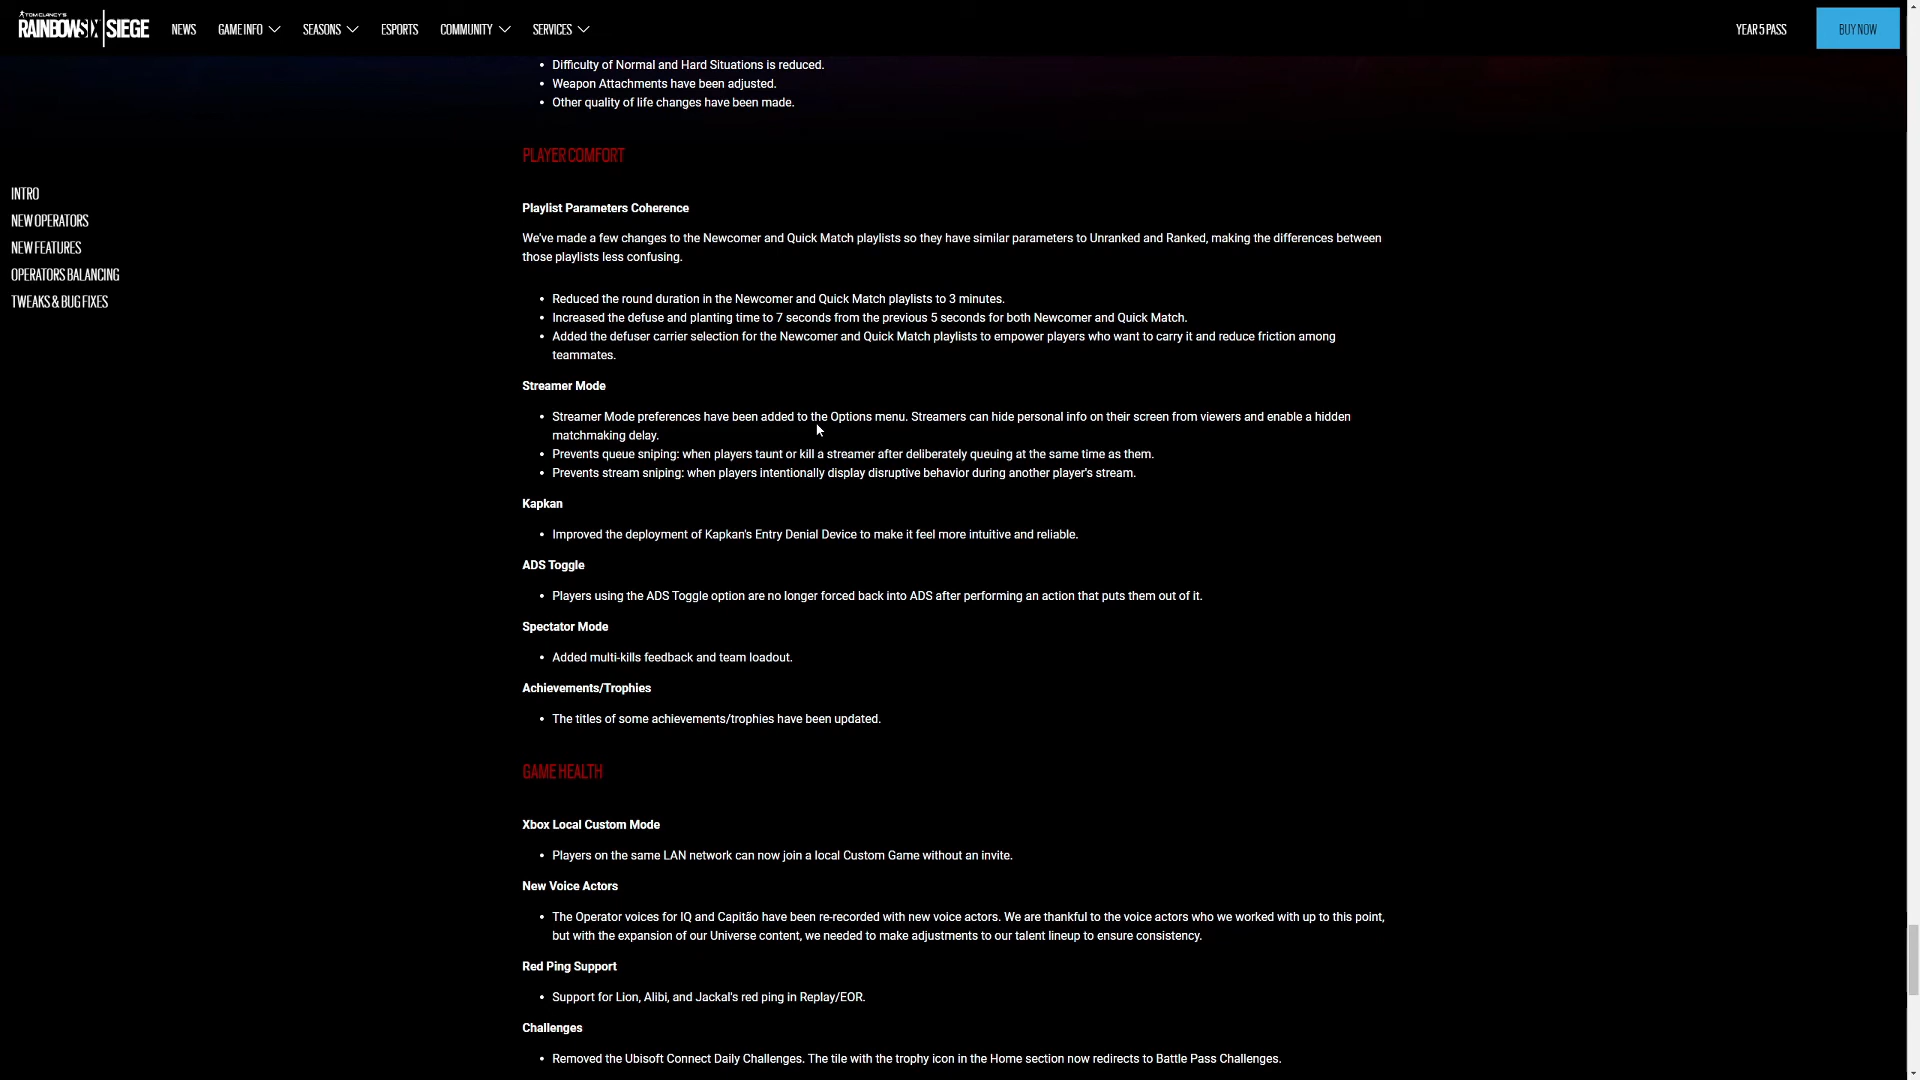 TOM CLANCY'S
RAINBOWSIX|SIEGE
NEWS GAME INFO SEASONS ESPORTS COMMUNITY SERVICES YEAR 5 PASS BUY NOW
• Difficulty of Normal and Hard Situations is reduced.
• Weapon Attachments have been adjusted.
• Other quality of life changes have been made.
PLAYER COMFORT
INTRO
NEW OPERATORS
NEW FEATURES
OPERATORS BALANCING
TWEAKS & BUG FIXES
Playlist Parameters Coherence
We've made a few changes to the Newcomer and Quick Match playlists so they have similar parameters to Unranked and Ranked, making the differences between
those playlists less confusing.
• Reduced the round duration in the Newcomer and Quick Match playlists to 3 minutes.
• Increased the defuse and planting time to 7 seconds from the previous 5 seconds for both Newcomer and Quick Match.
• Added the defuser carrier selection for the Newcomer and Quick Match playlists to empower players who want to carry it and reduce friction among
teammates.
Streamer Mode
• Streamer Mode preferences have been added to the Options menu. Streamers can hide personal info on their screen from viewers and enable a hidden
matchmaking delay.
• Prevents queue sniping: when players taunt or kill a streamer after deliberately queuing at the same time as them.
• Prevents stream sniping: when players intentionally display disruptive behavior during another player's stream.
Kapkan
• Improved the deployment of Kapkan's Entry Denial Device to make it feel more intuitive and reliable.
ADS Toggle
• Players using the ADS Toggle option are no longer forced back into ADS after performing an action that puts them out of it.
Spectator Mode
• Added multi-kills feedback and team loadout.
Achievements/Trophies
• The titles of some achievements/trophies have been updated.
GAME HEALTH
Xbox Local Custom Mode
• Players on the same LAN network can now join a local Custom Game without an invite.
New Voice Actors
• The Operator voices for IQ and Capitão have been re-recorded with new voice actors. We are thankful to the voice actors who we worked with up to this point,
but with the expansion of our Universe content, we needed to make adjustments to our talent lineup to ensure consistency.
Red Ping Support
• Support for Lion, Alibi, and Jackal's red ping in Replay/EOR.
Challenges
• Removed the Ubisoft Connect Daily Challenges. The tile with the trophy icon in the Home section now redirects to Battle Pass Challenges.